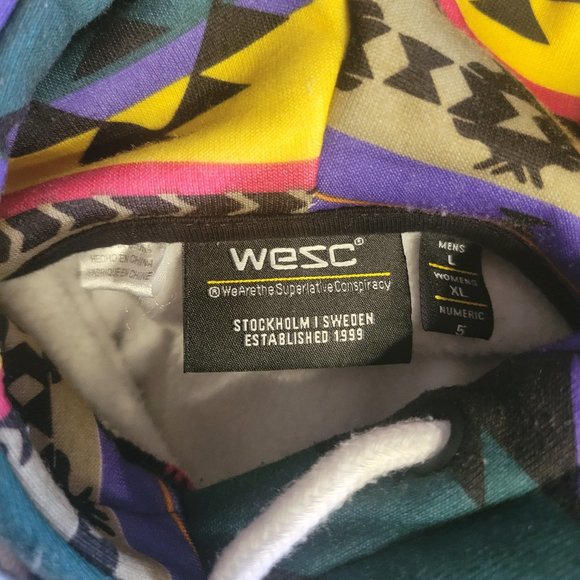 HECHO EN CHINA
wesc®
®WeAretheSuperlativeConspiracy
STOCKHOLM I SWEDEN
ESTABLISHED 1999
MENS
L
WOMENS
XL
NUMERIC
5